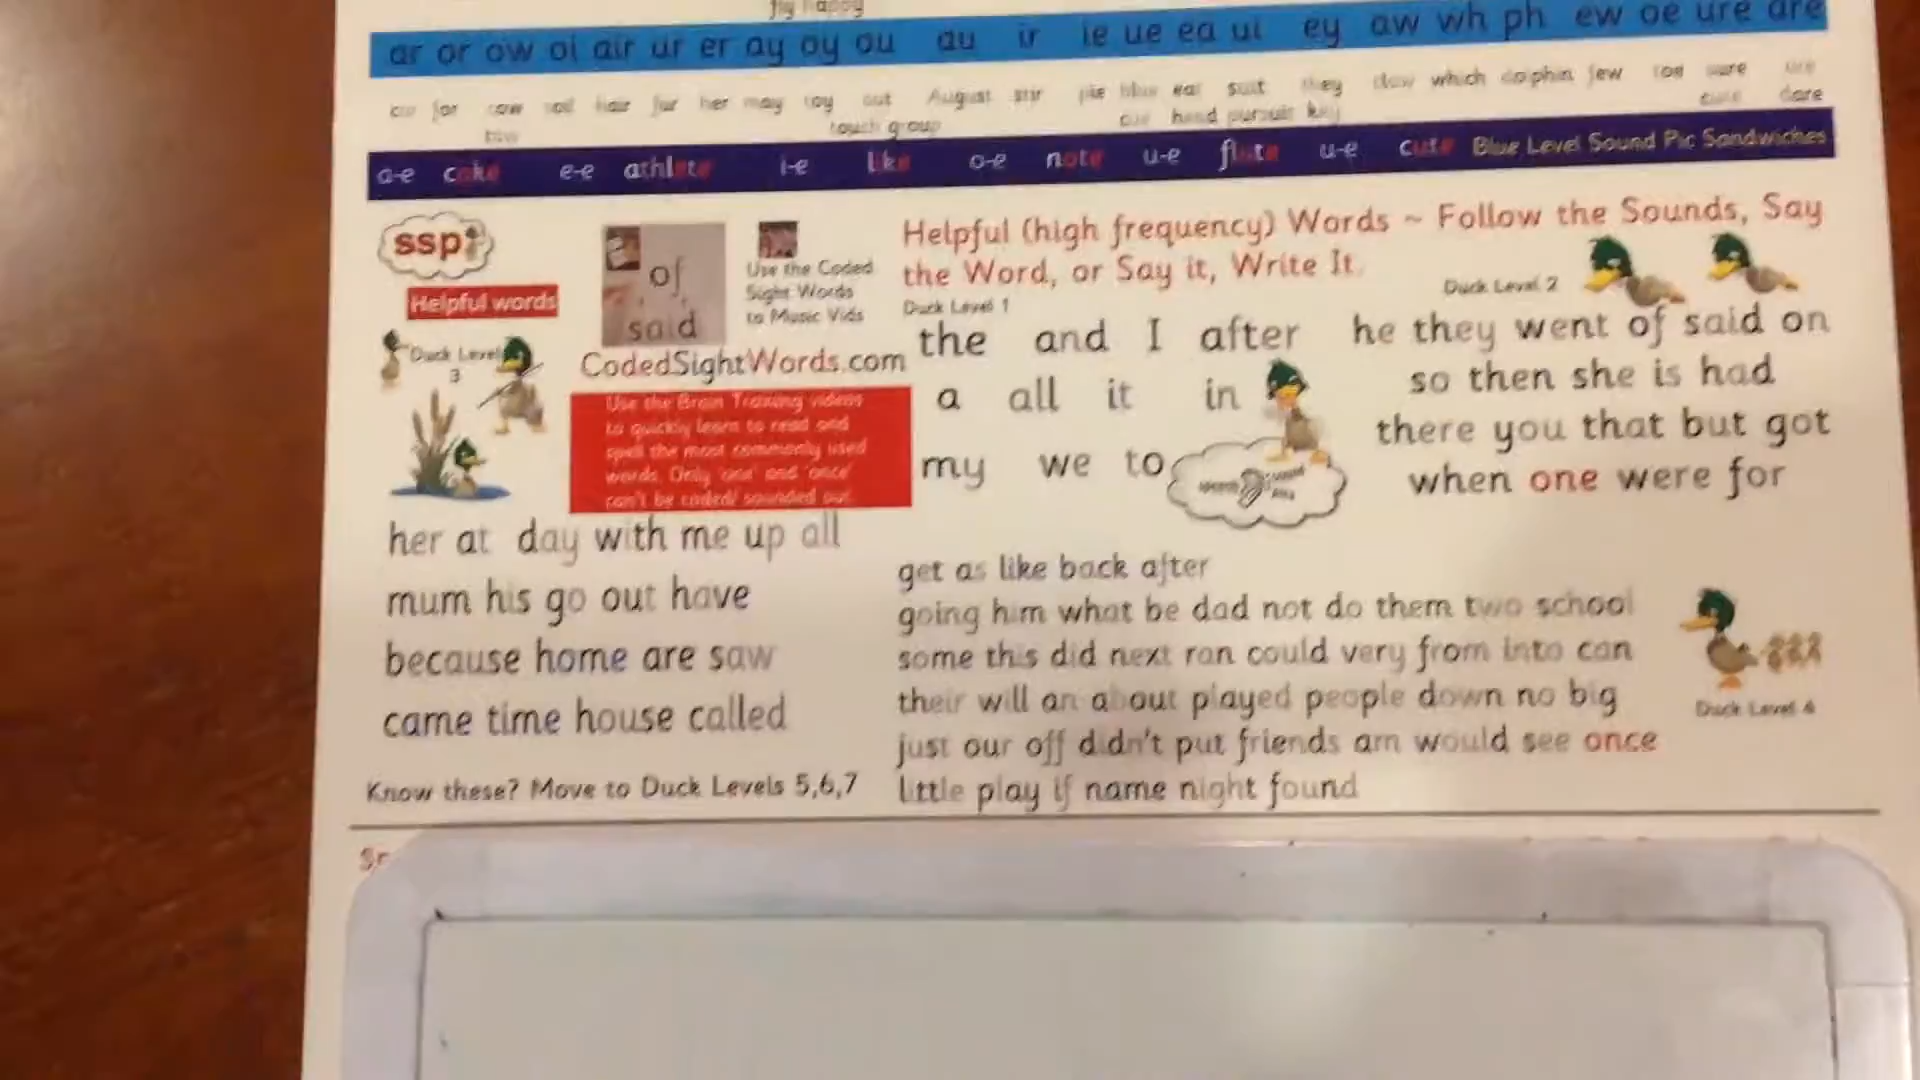 fly happy
ar or ow oi air ur er ay oy ou au ir ie ue ea ui ey aw wh ph ew oe ure are
car for cow hair fur her may toy out August stir pie blue ear suit they claw which dolphin
touch group head pursuit key dare
a-e cake e-e athlete i-e like o-e note u-e flute u-e cute Blue Level Sound Pic Sandwiches
ssp
Helpful words
Duck Level
3
of
said
Use the Coded
Sight Words
to Music Vids
CodedSightWords.com
Use the Brain Training videos
to quickly learn to read and
spell the most commonly used
words. Only 'one' and 'once'
can't be coded/ sounded out.
Helpful (high frequency) Words ~ Follow the Sounds, Say
the Word, or Say it, Write It.
Duck Level 1
the and I after
a all it in
my we to
Duck Level 2
he they went of said on
so then she is had
there you that but got
when one were for
her at day with me up all
mum his go out have
because home are saw
came time house called
Know these? Move to Duck Levels 5,6,7
get as like back after
going him what be dad not do them two school
some this did next ran could very from into can
their will an about played people down no big
just our off didn't put friends am would see once
little play if name night found
Duck Level 4